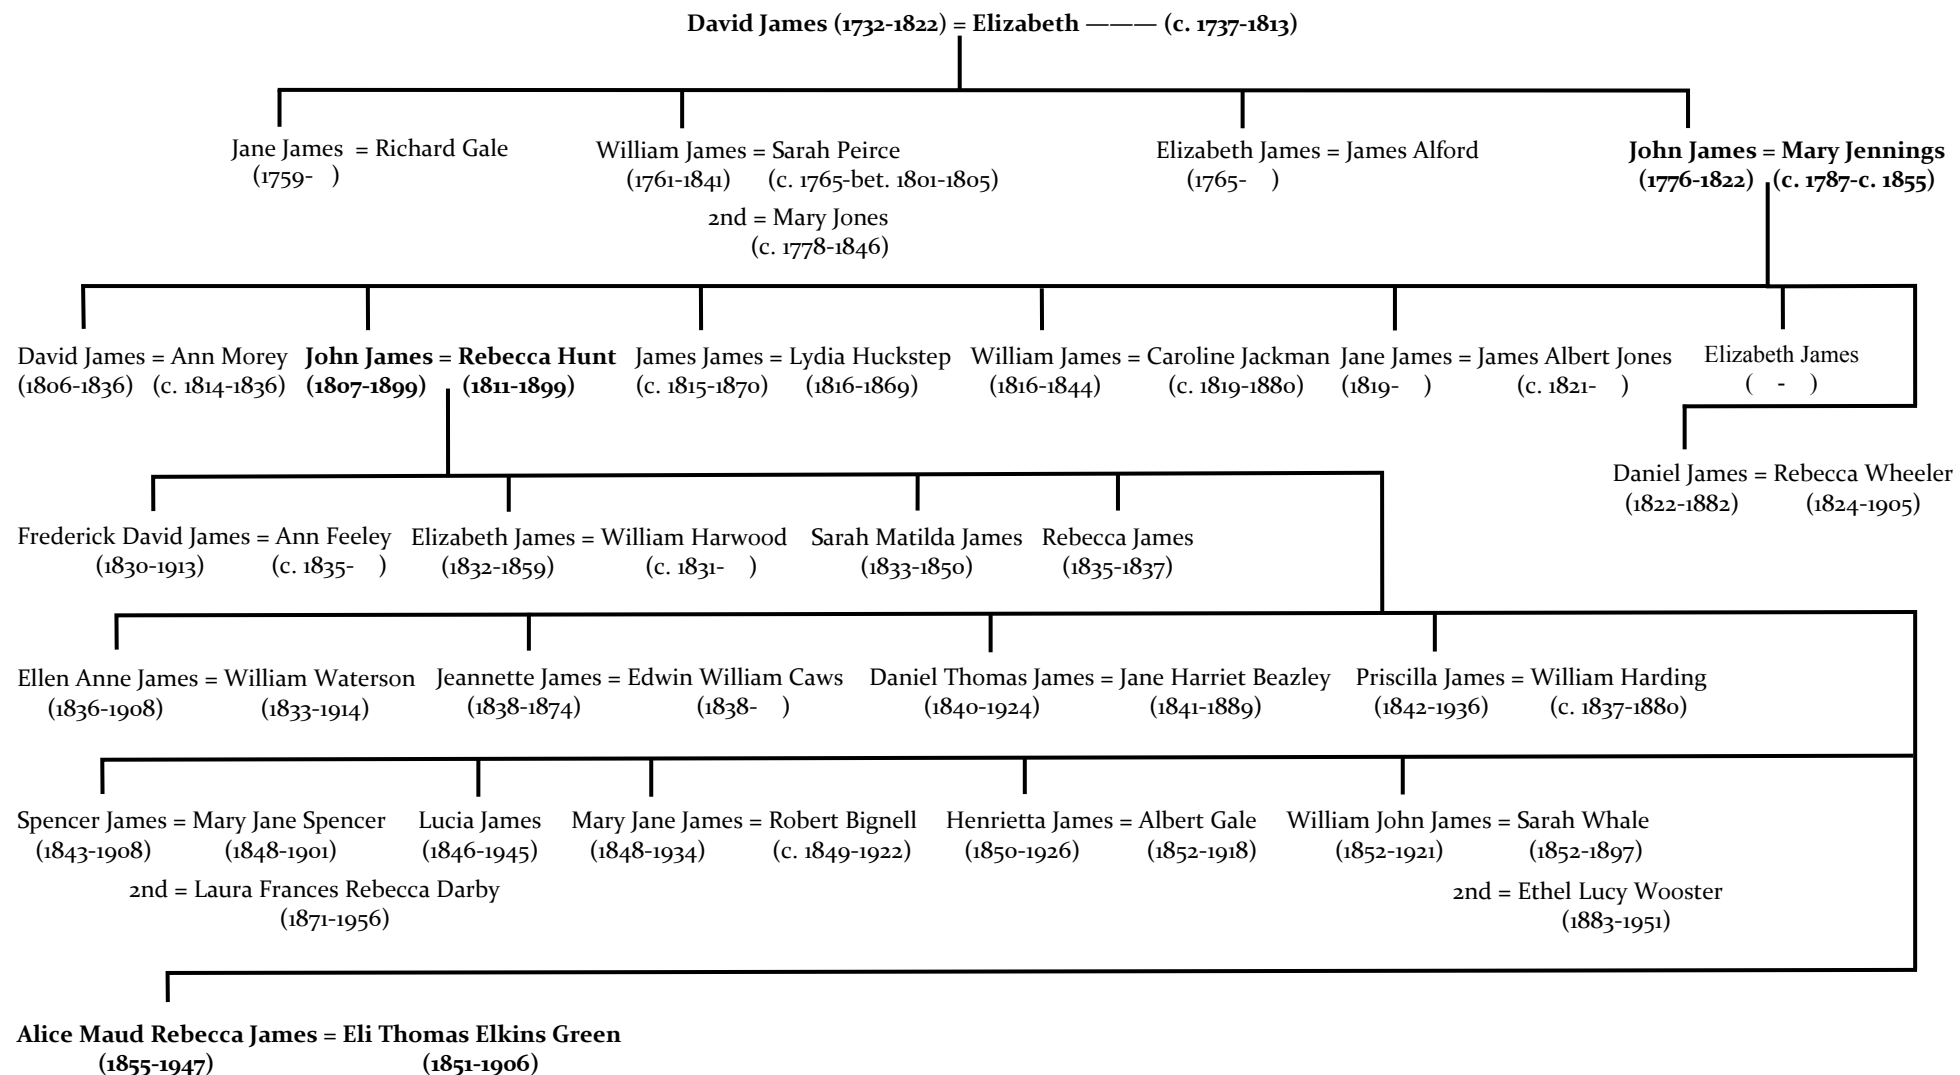 David James (1732-1822) = Elizabeth ——— (c. 1737-1813)
Jane James = Richard Gale William James = Sarah Peirce Elizabeth James = James Alford John James = Mary Jennings
(1759- ) (1761-1841) (c. 1765-bet. 1801-1805) (1765- ) (1776-1822) (c. 1787-c. 1855)
2nd = Mary Jones
(c. 1778-1846)
David James = Ann Morey John James = Rebecca Hunt James James = Lydia Huckstep William James = Caroline Jackman Jane James = James Albert Jones Elizabeth James
(1806-1836) (c. 1814-1836) (1807-1899) (1811-1899) (c. 1815-1870) (1816-1869) (1816-1844) (c. 1819-1880) (1819- ) (c. 1821- ) ( - )
Daniel James = Rebecca Wheeler
(1822-1882) (1824-1905)
Frederick David James = Ann Feeley Elizabeth James = William Harwood Sarah Matilda James Rebecca James
(1830-1913) (c. 1835- ) (1832-1859) (c. 1831- ) (1833-1850) (1835-1837)
Ellen Anne James = William Waterson Jeannette James = Edwin William Caws Daniel Thomas James = Jane Harriet Beazley Priscilla James = William Harding
(1836-1908) (1833-1914) (1838-1874) (1838- ) (1840-1924) (1841-1889) (1842-1936) (c. 1837-1880)
Spencer James = Mary Jane Spencer Lucia James Mary Jane James = Robert Bignell Henrietta James = Albert Gale William John James = Sarah Whale
(1843-1908) (1848-1901) (1846-1945) (1848-1934) (c. 1849-1922) (1850-1926) (1852-1918) (1852-1921) (1852-1897)
2nd = Laura Frances Rebecca Darby 2nd = Ethel Lucy Wooster
(1871-1956) (1883-1951)
Alice Maud Rebecca James = Eli Thomas Elkins Green
(1855-1947) (1851-1906)